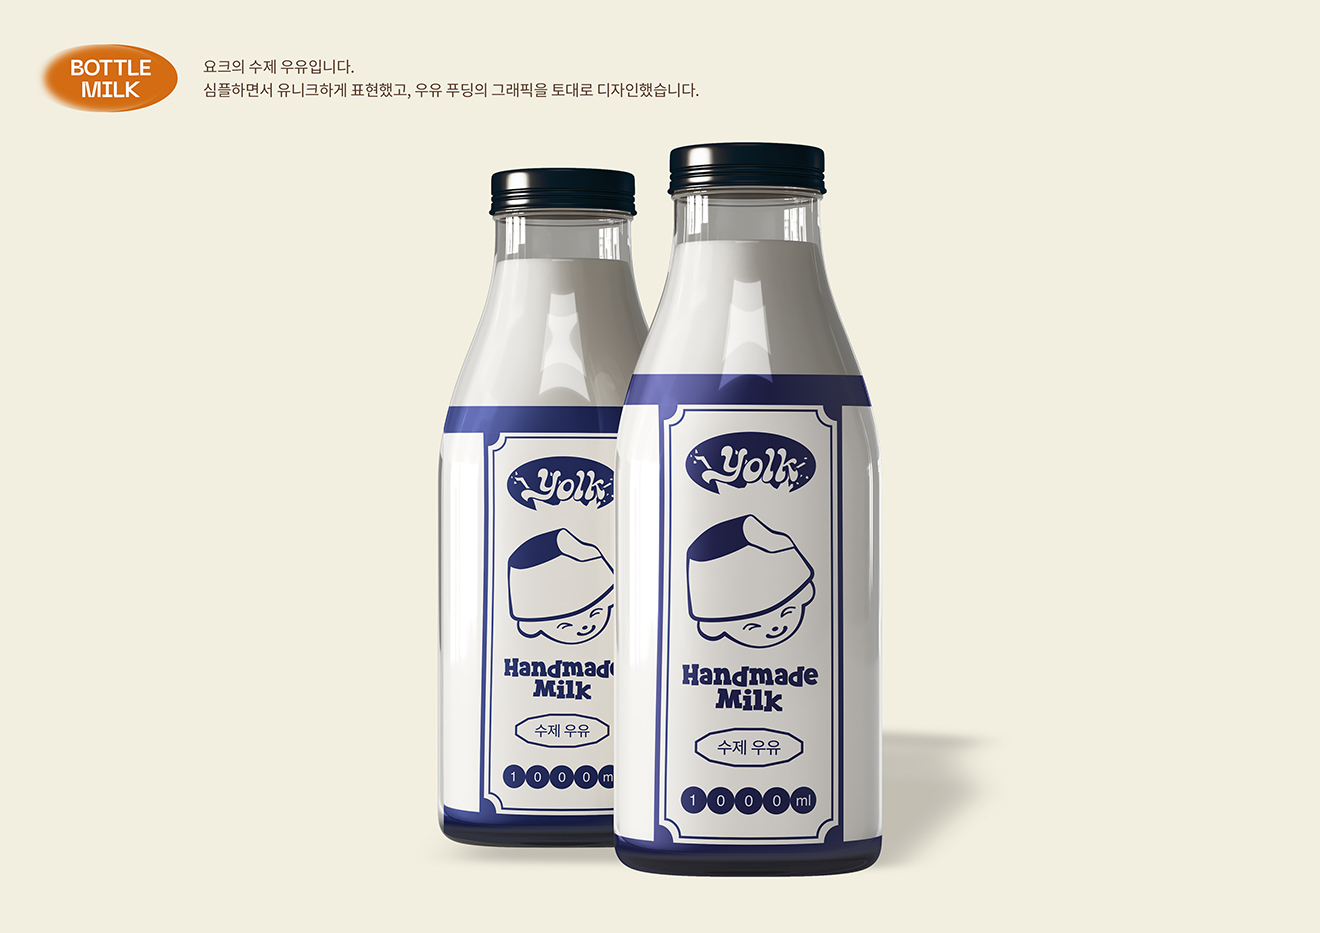 BOTTLE
MILK
요크의 수제 우유입니다.
심플하면서 유니크하게 표현했고, 우유 푸딩의 그래픽을 토대로 디자인했습니다.
Yolk
Handmade
Milk
수제 우유
1000m
Yolk
Handmade
Milk
수제 우유
1000ml